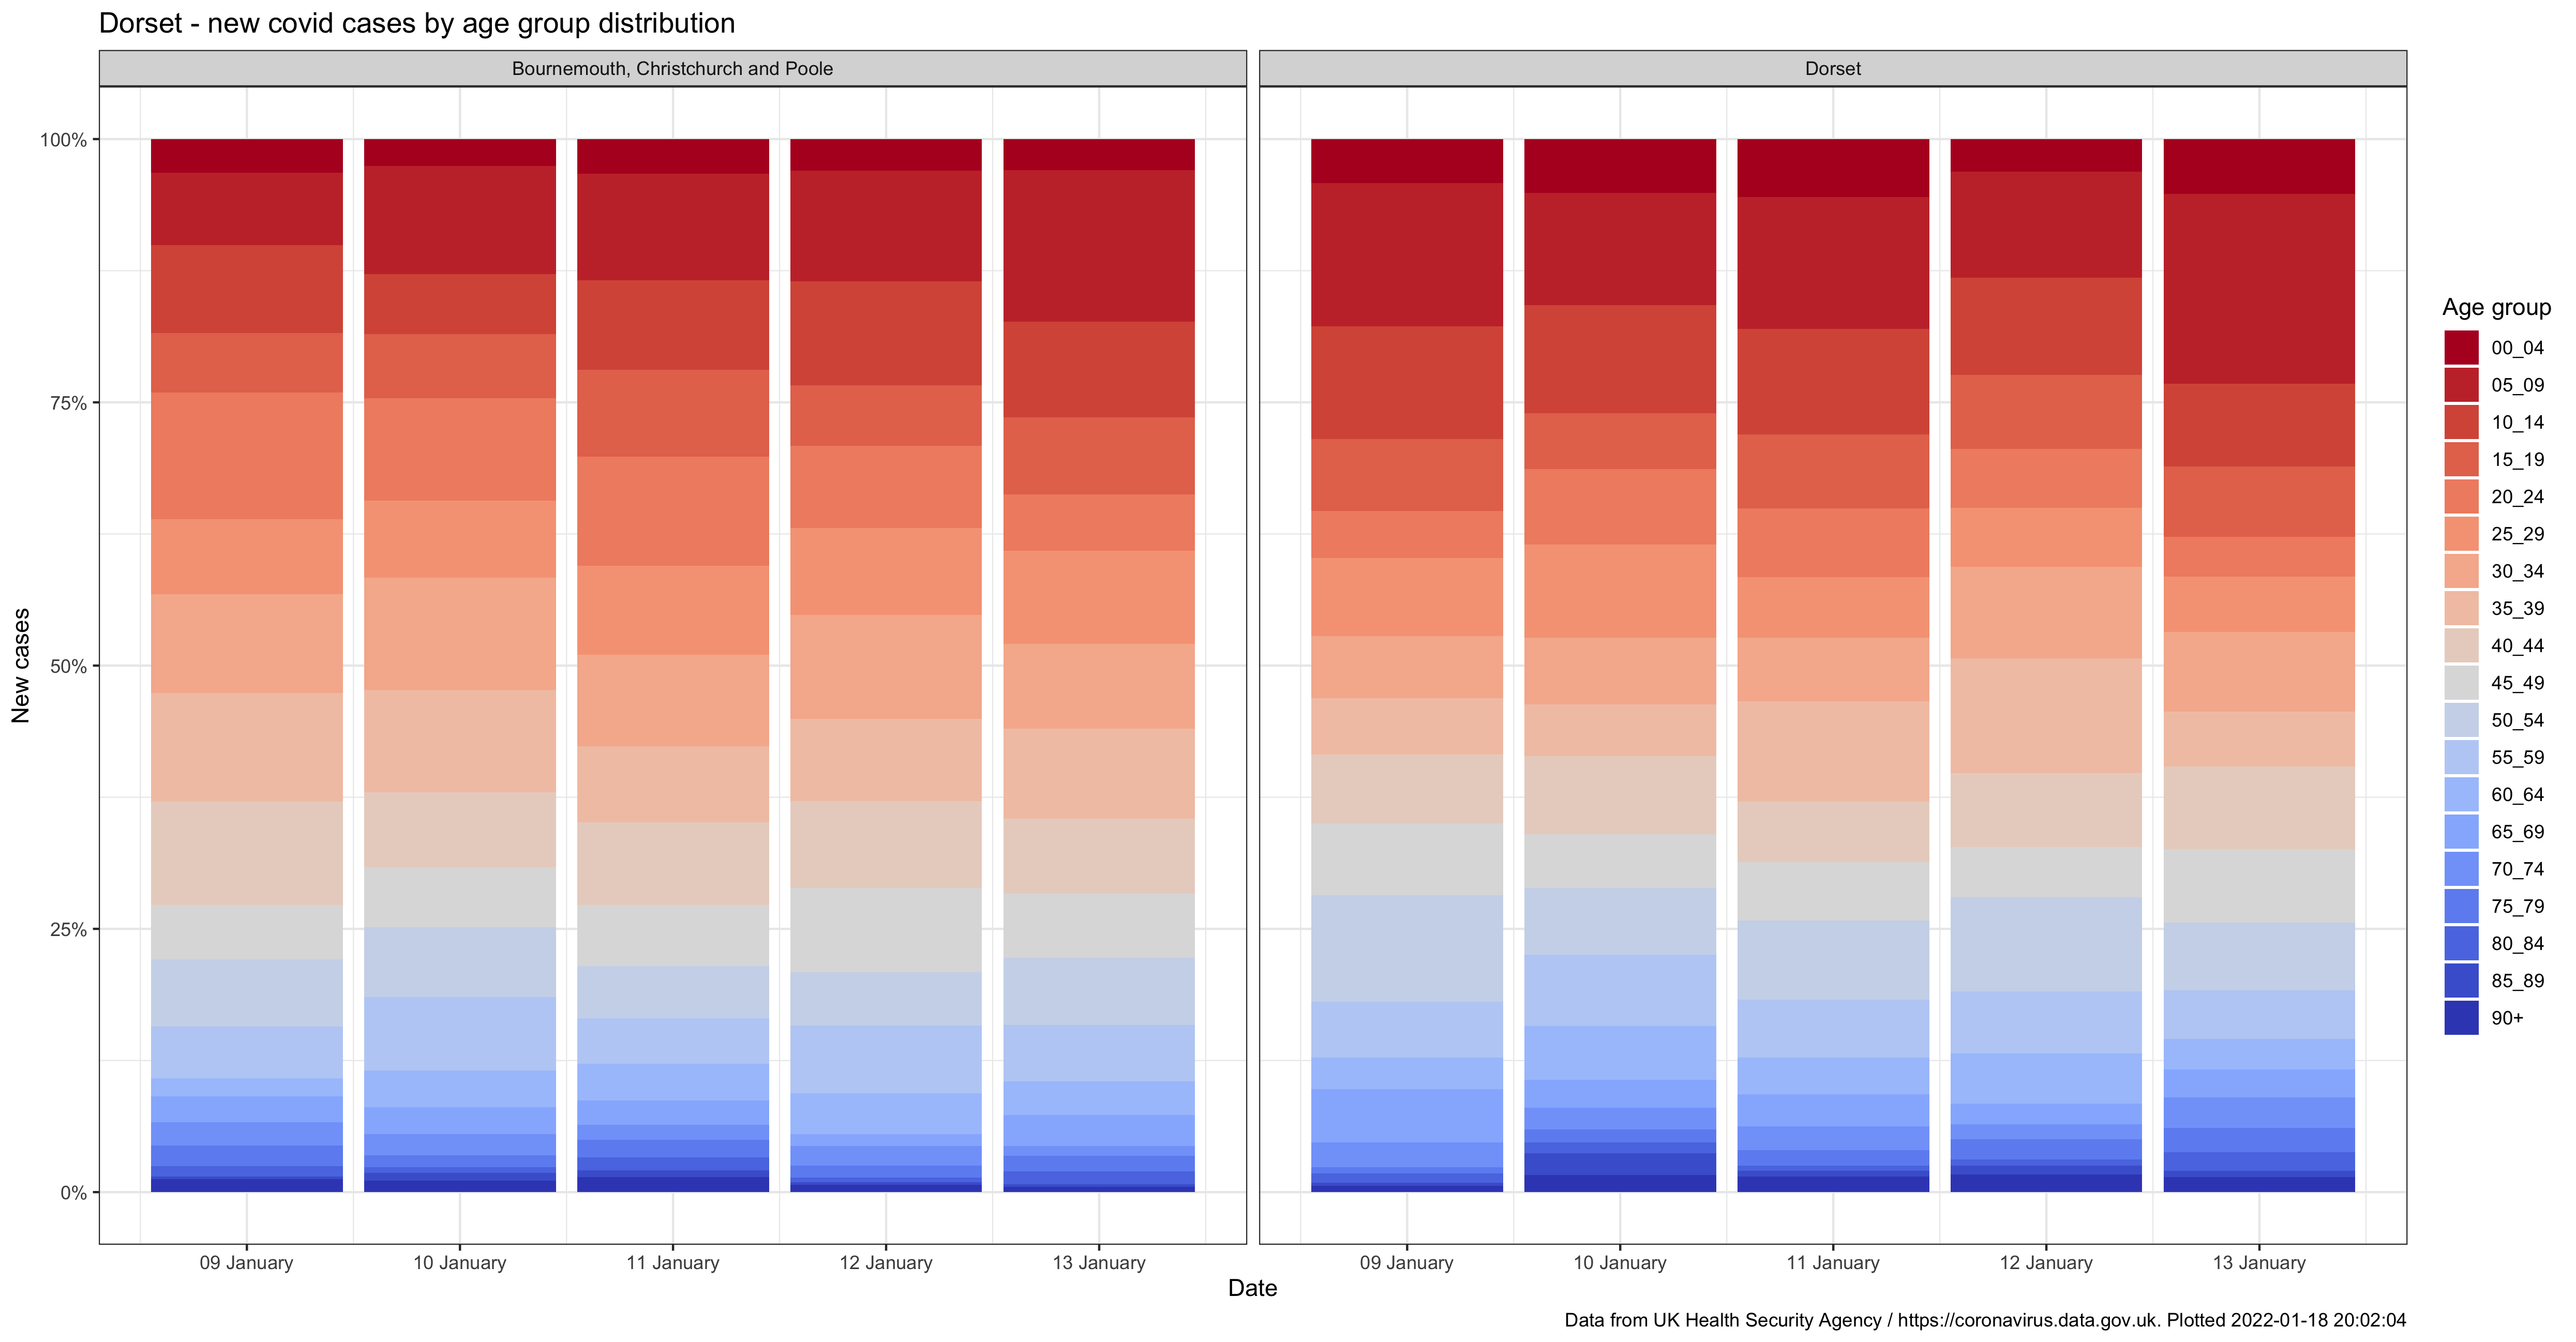 Dorset - new covid cases by age group distribution
Bournemouth, Christchurch and Poole
Dorset
100%
75%
50%
25%
0%
New cases
09 January
10 January
11 January
12 January
13 January
09 January
10 January
11 January
12 January
13 January
Date
Age group
00_04
05_09
10_14
15_19
20_24
25_29
30_34
35_39
40_44
45_49
50_54
55_59
60_64
65_69
70_74
75_79
80_84
85_89
90+
Data from UK Health Security Agency / https://coronavirus.data.gov.uk. Plotted 2022-01-18 20:02:04